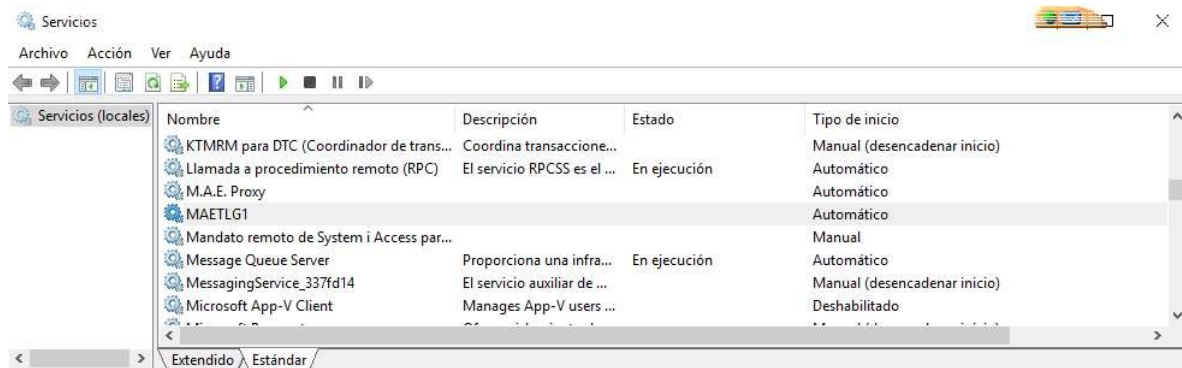 Servicios
Archivo Acción Ver Ayuda
Servicios (locales)
Nombre Descripción Estado Tipo de inicio
KTMRM para DTC (Coordinador de trans... Coordina transaccione... Manual (desencadenar inicio)
Llamada a procedimiento remoto (RPC) El servicio RPCSS es el ... En ejecución Automático
M.A.E. Proxy Automático
MAETLG1 Automático
Mandato remoto de System i Access par... Manual
Message Queue Server Proporciona una infra... En ejecución Automático
MessagingService_337fd14 El servicio auxiliar de ... Manual (desencadenar inicio)
Microsoft App-V Client Manages App-V users ... Deshabilitado
Extendido Estándar